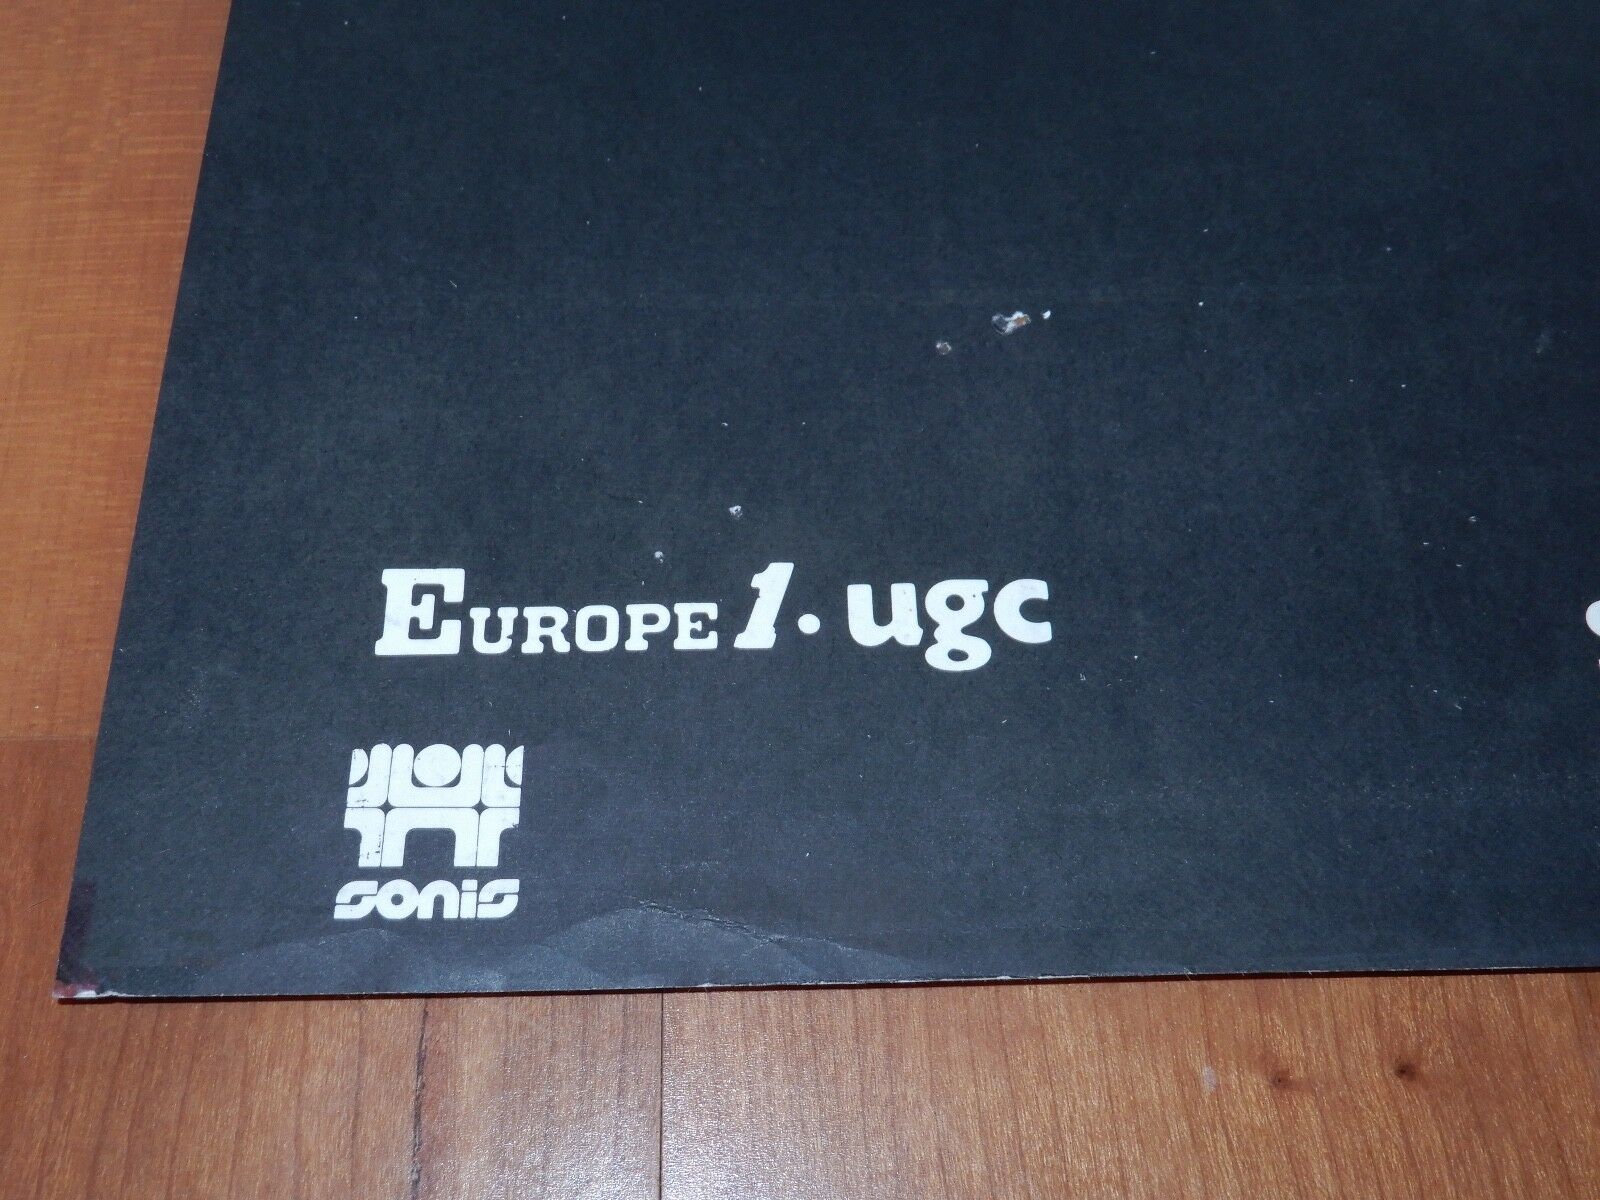 Europe 1. ugc
sonis